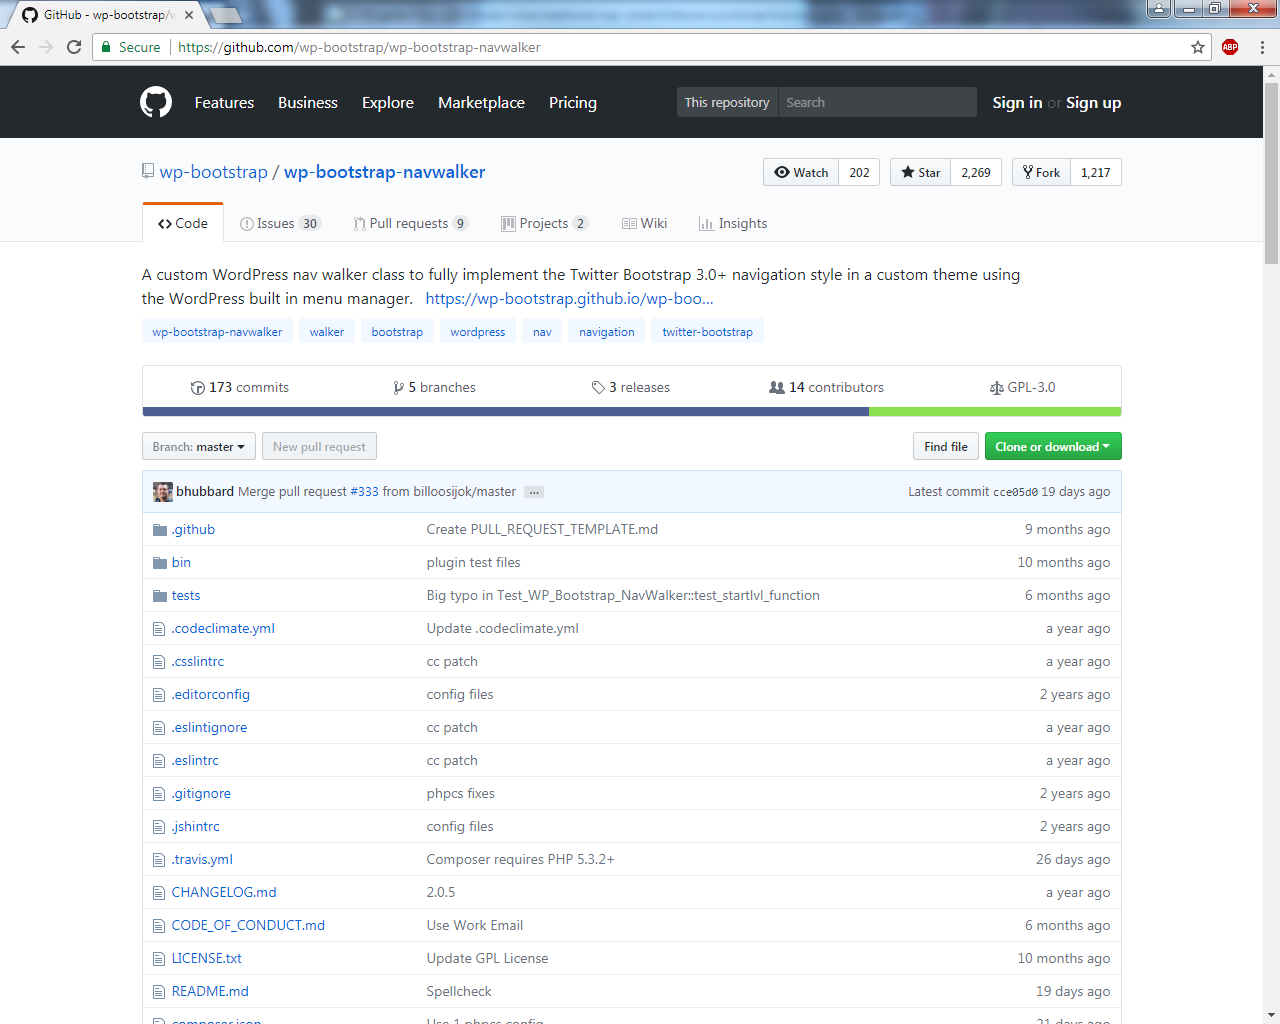 GitHub - wp-bootstrap/w
Secure https://github.com/wp-bootstrap/wp-bootstrap-navwalker
ABP
Features Business Explore Marketplace Pricing This repository Search Sign in or Sign up
wp-bootstrap / wp-bootstrap-navwalker Watch 202 Star 2,269 Fork 1,217
Code Issues 30 Pull requests 9 Projects 2 Wiki Insights
A custom WordPress nav walker class to fully implement the Twitter Bootstrap 3.0+ navigation style in a custom theme using
the WordPress built in menu manager. https://wp-bootstrap.github.io/wp-boo...
wp-bootstrap-navwalker walker bootstrap wordpress nav navigation twitter-bootstrap
173 commits 5 branches 3 releases 14 contributors GPL-3.0
Branch: master New pull request Find file Clone or download
bhubbard Merge pull request #333 from billoosijok/master ... Latest commit cce05d0 19 days ago
.github Create PULL_REQUEST_TEMPLATE.md 9 months ago
bin plugin test files 10 months ago
tests Big typo in Test_WP_Bootstrap_NavWalker::test_startlvl_function 6 months ago
.codeclimate.yml Update .codeclimate.yml a year ago
.csslintrc cc patch a year ago
.editorconfig config files 2 years ago
.eslintignore cc patch a year ago
.eslintrc cc patch a year ago
.gitignore phpcs fixes 2 years ago
.jshintrc config files 2 years ago
.travis.yml Composer requires PHP 5.3.2+ 26 days ago
CHANGELOG.md 2.0.5 a year ago
CODE_OF_CONDUCT.md Use Work Email 6 months ago
LICENSE.txt Update GPL License 10 months ago
README.md Spellcheck 19 days ago
composer.json Use 1 phpcs config 21 days ago